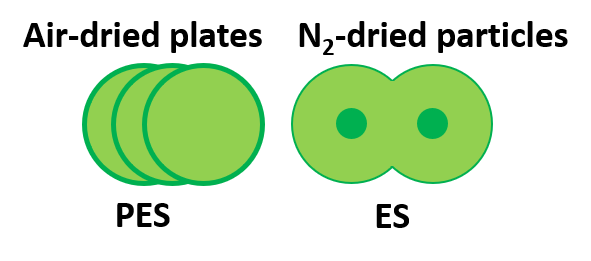 Air-dried plates N₂-dried particles
PES ES